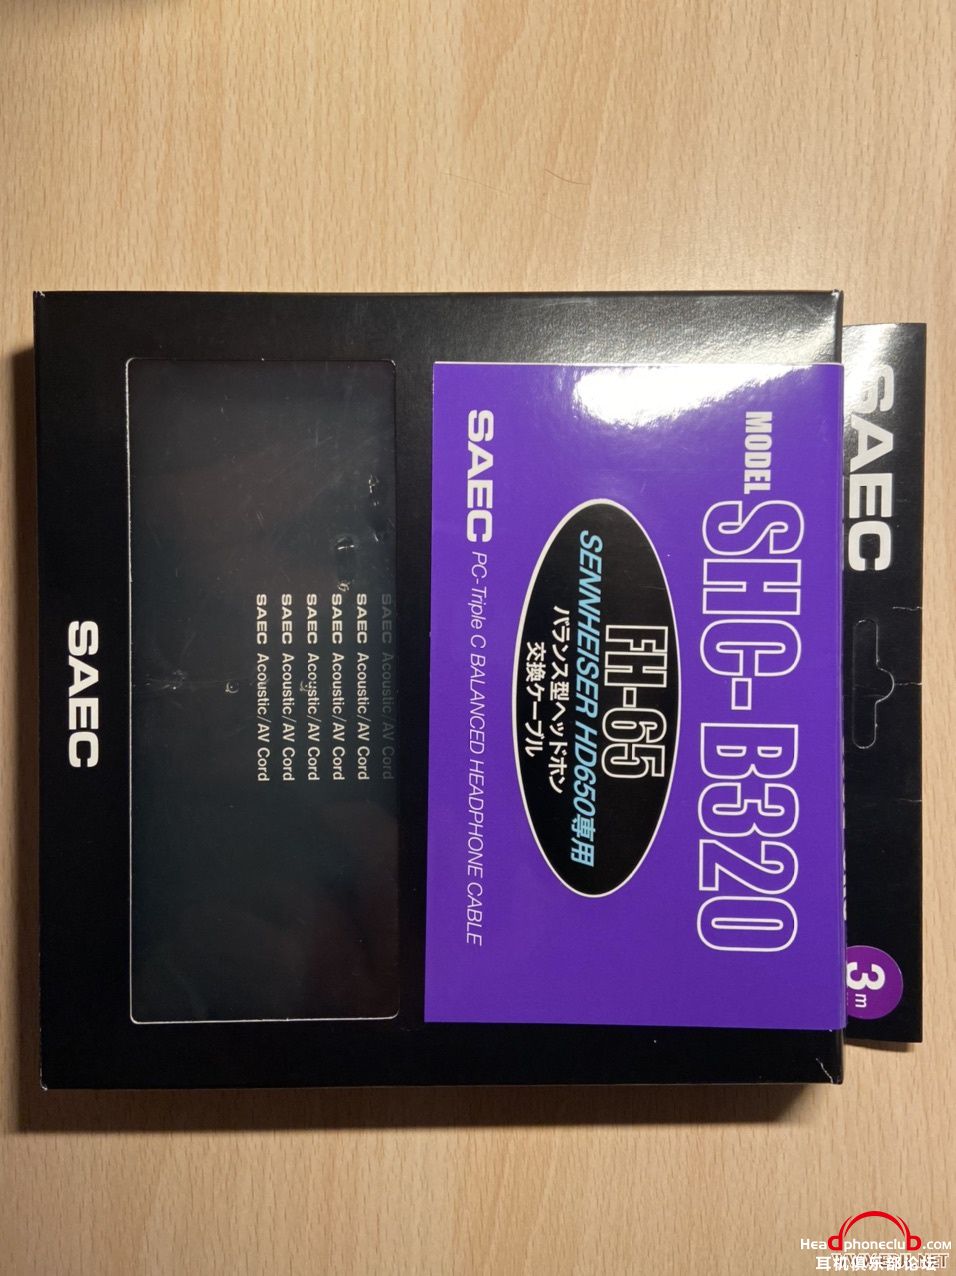 SAEC
3m
MODEL SHC-B320
FH-65
SENNHEISER HD650専用
バランス型ヘッドホン
交換ケーブル
SAEC PC-Triple C BALANCED HEADPHONE CABLE
SAEC Acoustic/AV Cord
SAEC Acoustic/AV Cord
SAEC Acoustic/AV Cord
SAEC Acoustic/AV Cord
SAEC Acoustic/AV Cord
SAEC Acoustic/AV Cord
SAEC
Headphoneclub.com
耳机俱乐部论坛